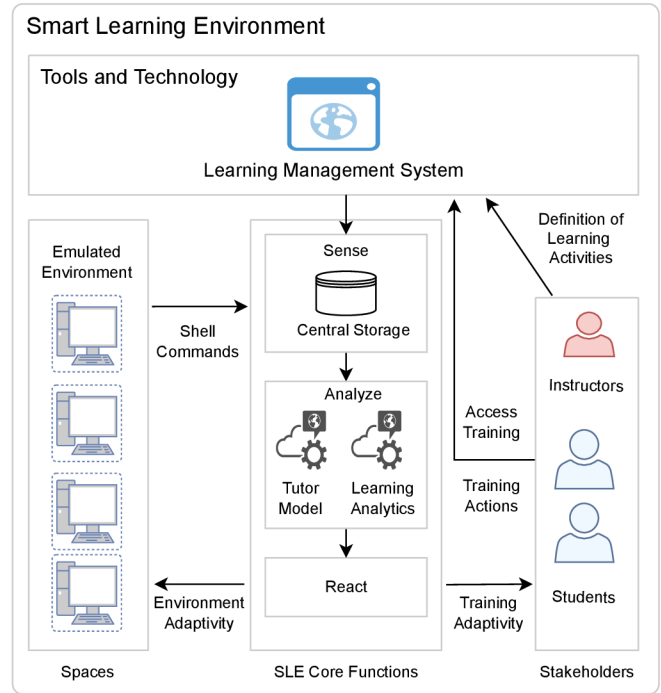 Smart Learning Environment
Tools and Technology
Learning Management System
Emulated
Environment
Shell
Commands
Sense
Central Storage
Analyze
Tutor
Model
Learning
Analytics
React
Environment
Adaptivity
Training
Adaptivity
Access
Training
Training
Actions
Definition of
Learning
Activities
Instructors
Students
Spaces
SLE Core Functions
Stakeholders